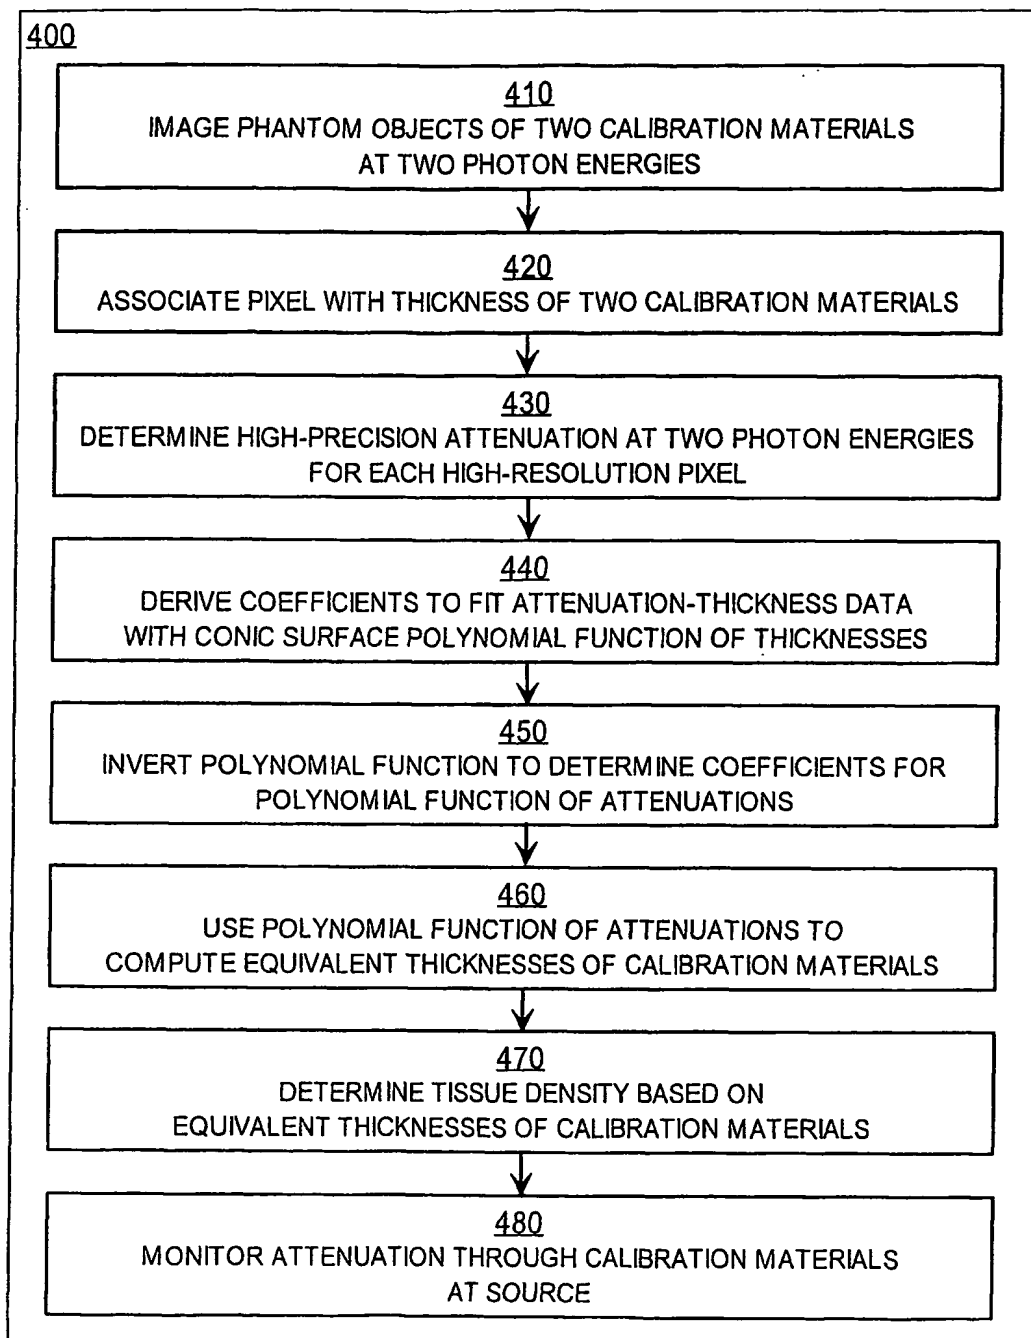 400
410
IMAGE PHANTOM OBJECTS OF TWO CALIBRATION MATERIALS
AT TWO PHOTON ENERGIES
420
ASSOCIATE PIXEL WITH THICKNESS OF TWO CALIBRATION MATERIALS
430
DETERMINE HIGH-PRECISION ATTENUATION AT TWO PHOTON ENERGIES
FOR EACH HIGH-RESOLUTION PIXEL
440
DERIVE COEFFICIENTS TO FIT ATTENUATION-THICKNESS DATA
WITH CONIC SURFACE POLYNOMIAL FUNCTION OF THICKNESSES
450
INVERT POLYNOMIAL FUNCTION TO DETERMINE COEFFICIENTS FOR
POLYNOMIAL FUNCTION OF ATTENUATIONS
460
USE POLYNOMIAL FUNCTION OF ATTENUATIONS TO
COMPUTE EQUIVALENT THICKNESSES OF CALIBRATION MATERIALS
470
DETERMINE TISSUE DENSITY BASED ON
EQUIVALENT THICKNESSES OF CALIBRATION MATERIALS
480
MONITOR ATTENUATION THROUGH CALIBRATION MATERIALS
AT SOURCE